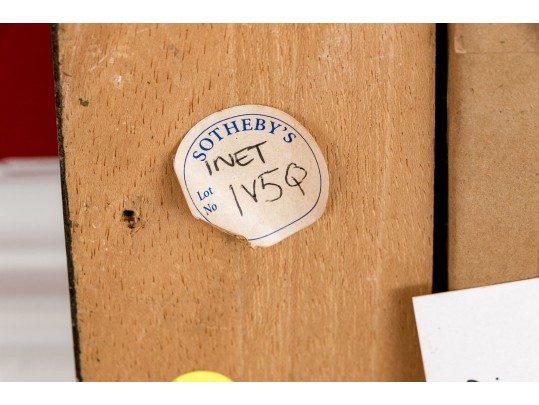 SOTHEBY'S
INET
Lot
No
1V5Q